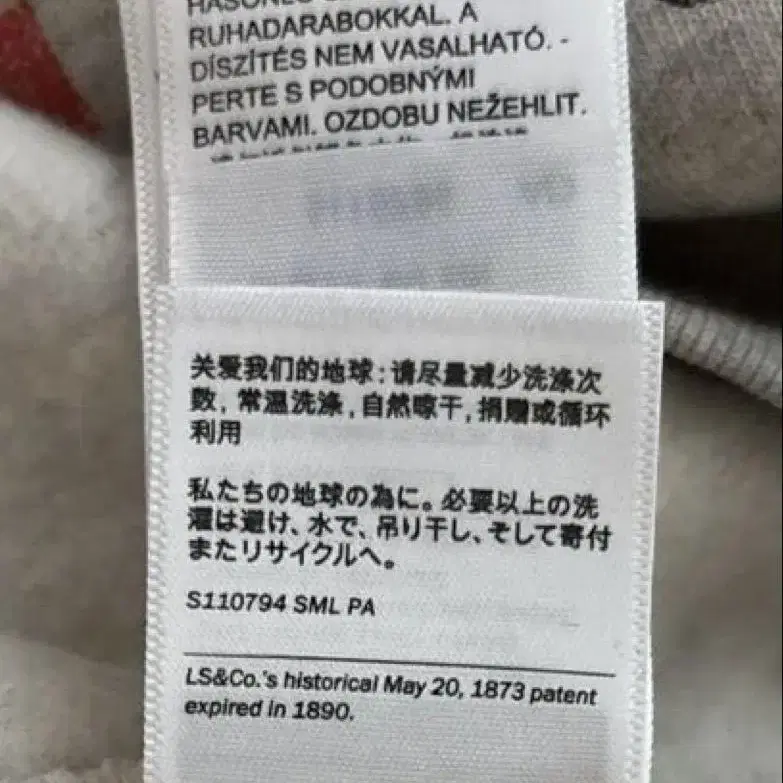 RUHADARABOKKAL. A
DÍSZÍTÉS NEM VASALHATÓ. -
PERTE S PODOBNÝMI
BARVAMI. OZDOBU NEŽEHLIT.
关爱我们的地球:请尽量减少洗涤次
数, 常温洗涤, 自然晾干, 捐赠或循环
利用
私たちの地球の為に。必要以上の洗
濯は避け、水で、吊り干し、そして寄付
またリサイクルへ。
S110794 SML PA
LS&Co.'s historical May 20, 1873 patent
expired in 1890.